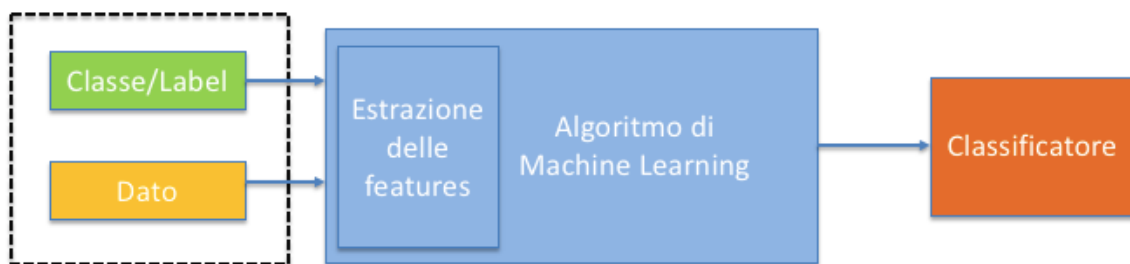 Classe/Label
Dato
Estrazione
delle
features
Algoritmo di
Machine Learning
Classificatore